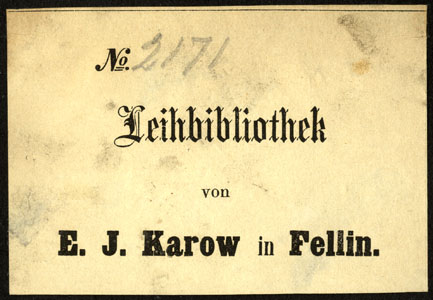 No. 2171
Leihbibliothek
von
E. J. Karow in Fellin.